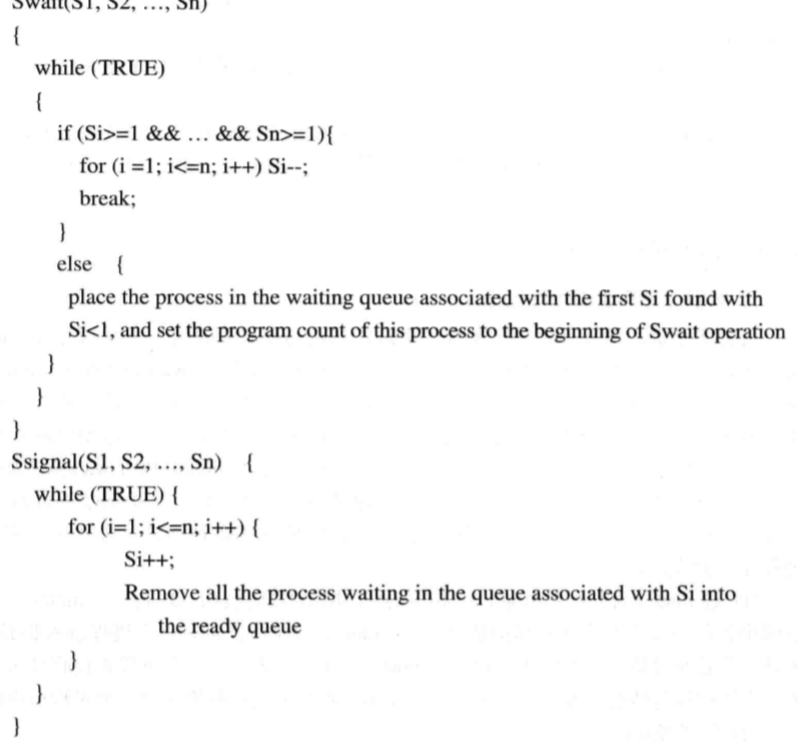 Swait(S1, S2, …, Sn)
{
while (TRUE)
{
if (Si>=1 && … && Sn>=1){
for (i =1; i<=n; i++) Si--;
break;
}
else {
place the process in the waiting queue associated with the first Si found with
Si<1, and set the program count of this process to the beginning of Swait operation
}
}
}
Ssignal(S1, S2, …, Sn) {
while (TRUE) {
for (i=1; i<=n; i++) {
Si++;
Remove all the process waiting in the queue associated with Si into
the ready queue
}
}
}